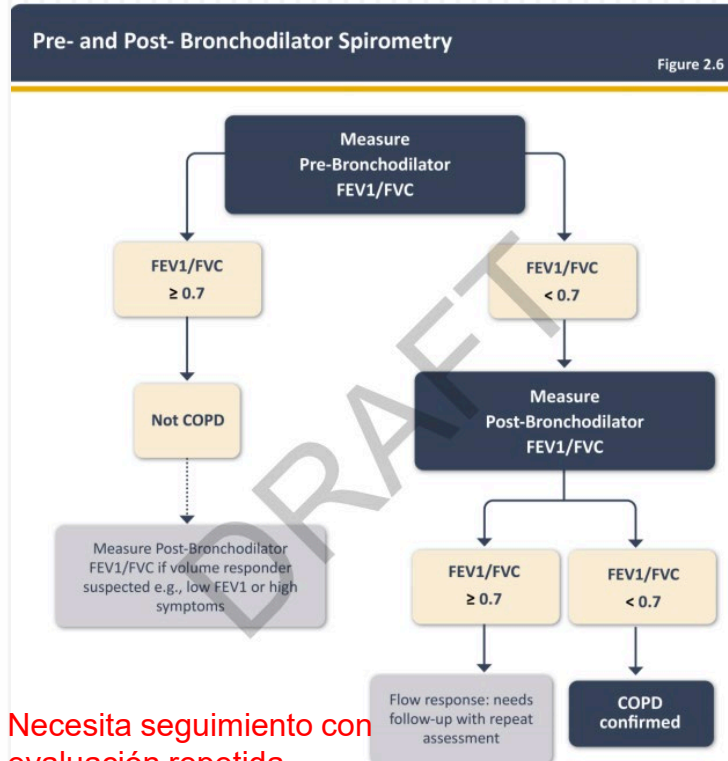 Pre- and Post- Bronchodilator Spirometry
Figure 2.6
Measure
Pre-Bronchodilator
FEV1/FVC
FEV1/FVC
≥ 0.7
FEV1/FVC
< 0.7
Not COPD
Measure
Post-Bronchodilator
FEV1/FVC
Measure Post-Bronchodilator
FEV1/FVC if volume responder
suspected e.g., low FEV1 or high
symptoms
FEV1/FVC
≥ 0.7
FEV1/FVC
< 0.7
Flow response: needs
follow-up with repeat
assessment
COPD
confirmed
DRAFT
Necesita seguimiento con
evaluación repetida